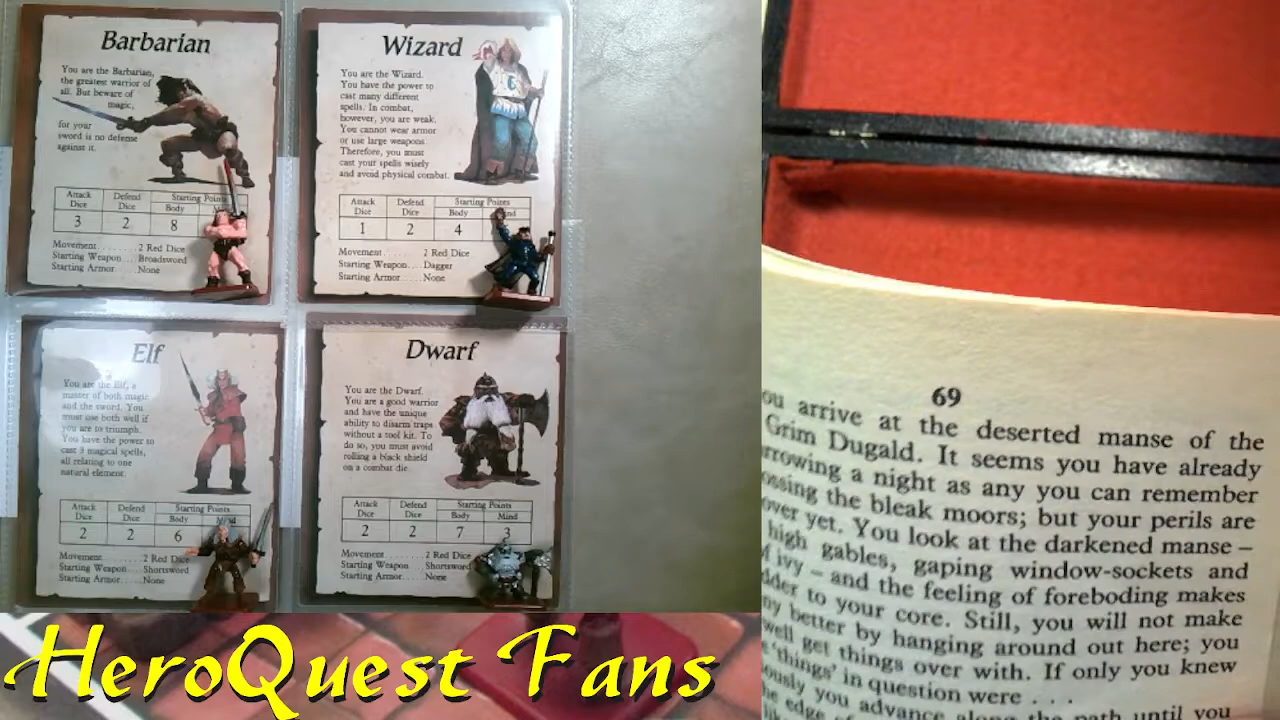 Barbarian
You are the Barbarian,
the greatest warrior of
all. But beware of
magic,
for your
sword is no defense
against it.
Attack Dice
Defend Dice
Starting Points
Body
3 2 8
Movement........2 Red Dice
Starting Weapon....Broadsword
Starting Armor.....None
Wizard
You are the Wizard.
You have the power to
cast many different
spells. In combat,
however, you are weak.
You cannot wear armor
or use large weapons.
Therefore, you must
cast your spells wisely
and avoid physical combat.
Attack Dice
Defend Dice
Starting Points
Body
1 2 4
Movement........2 Red Dice
Starting Weapon....Dagger
Starting Armor.....None
Elf
You are the Elf, a
master of both magic
and the sword. You
must use both well if
you are to triumph.
You have the power to
cast 3 magical spells,
all relating to one
natural element.
Attack Dice
Defend Dice
Starting Points
Body Mind
2 2 6
Movement........2 Red Dice
Starting Weapon....Shortsword
Starting Armor.....None
Dwarf
You are the Dwarf.
You are a good warrior
and have the unique
ability to disarm traps
without a tool kit. To
do so, you must avoid
rolling a black shield
on a combat die.
Attack Dice
Defend Dice
Starting Points
Body Mind
2 2 7 3
Movement........2 Red Dice
Starting Weapon Shortsword
Starting Armor.....None
HeroQuest Fans
69
arrive at the deserted manse of the
Grim Dugald. It seems you have already
a night as any you can remember
the bleak moors; but your perils are
over yet. You look at the darkened manse –
high gables, gaping window-sockets and
ivy – and the feeling of foreboding makes
to your core. Still, you will not make
better by hanging around out here; you
get things over with. If only you knew
'things' in question were . . .
you advance along the path until you
edge of